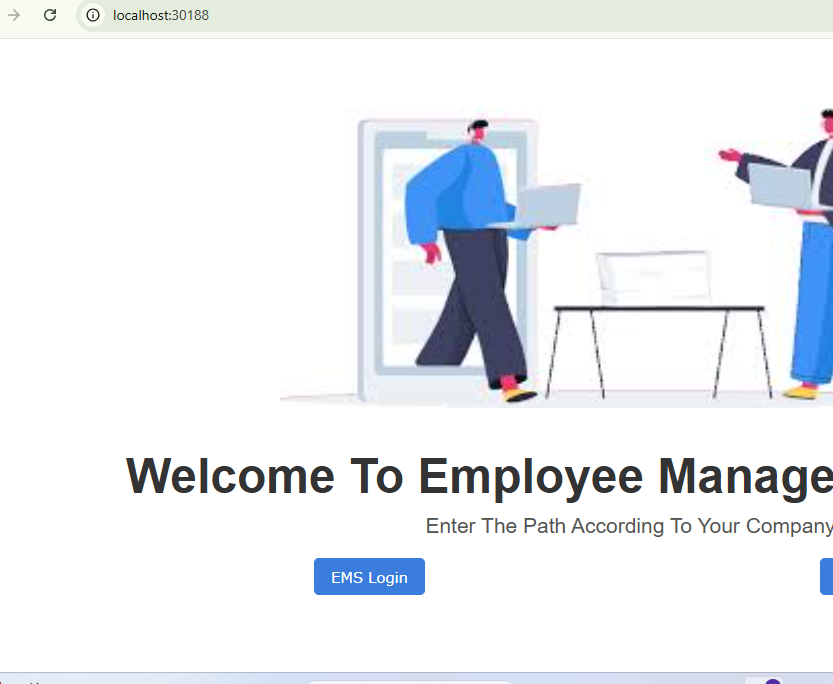 localhost:30188
Welcome To Employee Manage
Enter The Path According To Your Company
EMS Login